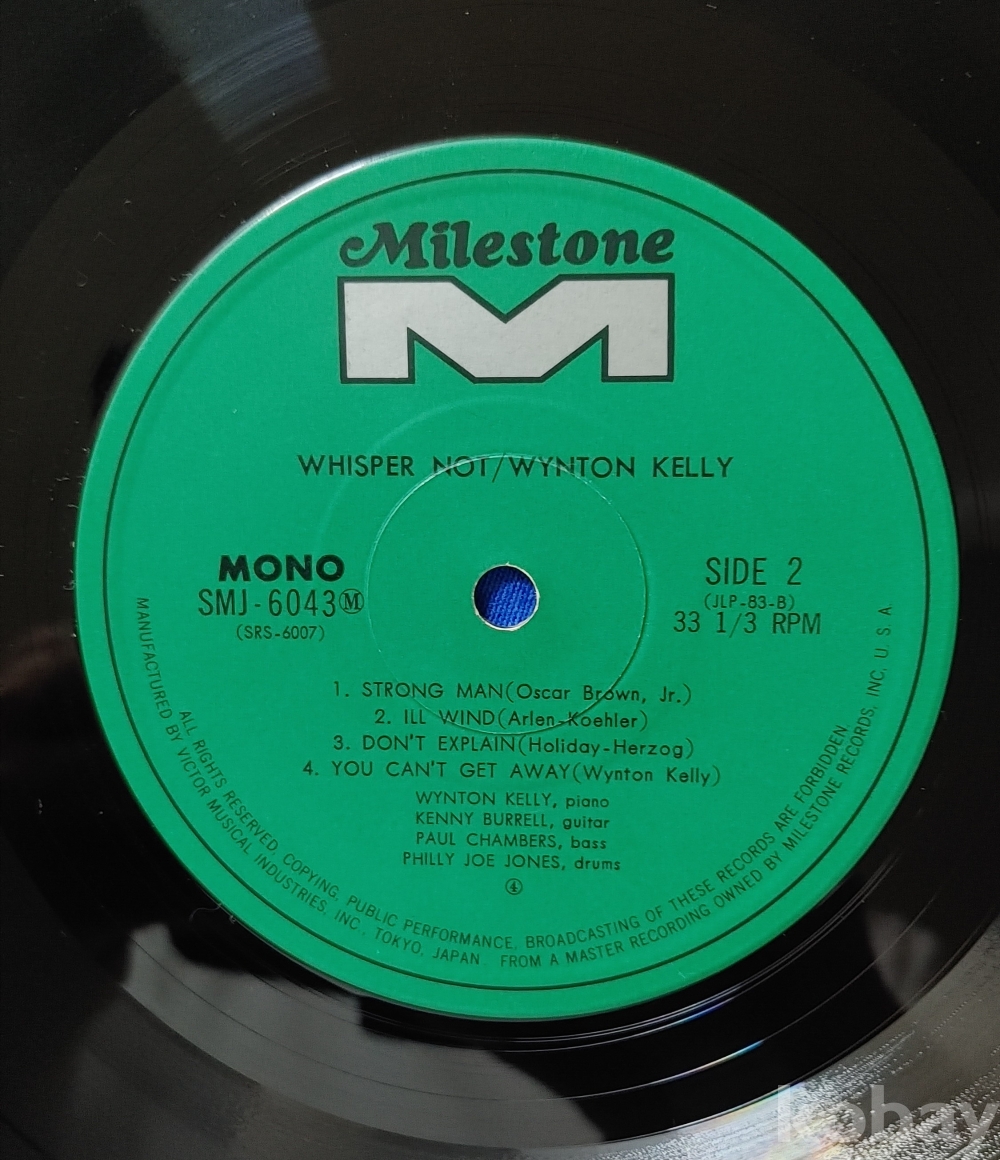 Milestone
WHISPER NOT/WYNTON KELLY
MONO
SMJ-6043Ⓜ
(SRS-6007)
SIDE 2
(JLP-83-B)
33 1/3 RPM
1. STRONG MAN(Oscar Brown, Jr.)
2. ILL WIND(Arlen-Koehler)
3. DON'T EXPLAIN(Holiday-Herzog)
4. YOU CAN'T GET AWAY(Wynton Kelly)
WYNTON KELLY, piano
KENNY BURRELL, guitar
PAUL CHAMBERS, bass
PHILLY JOE JONES, drums
④
ALL RIGHTS RESERVED. COPYING, PUBLIC PERFORMANCE, BROADCASTING OF THESE RECORDS ARE FORBIDDEN.
MANUFACTURED BY VICTOR MUSICAL INDUSTRIES, INC., TOKYO, JAPAN. FROM A MASTER RECORDING OWNED BY MILESTONE RECORDS, INC. U.S.A.
kobay